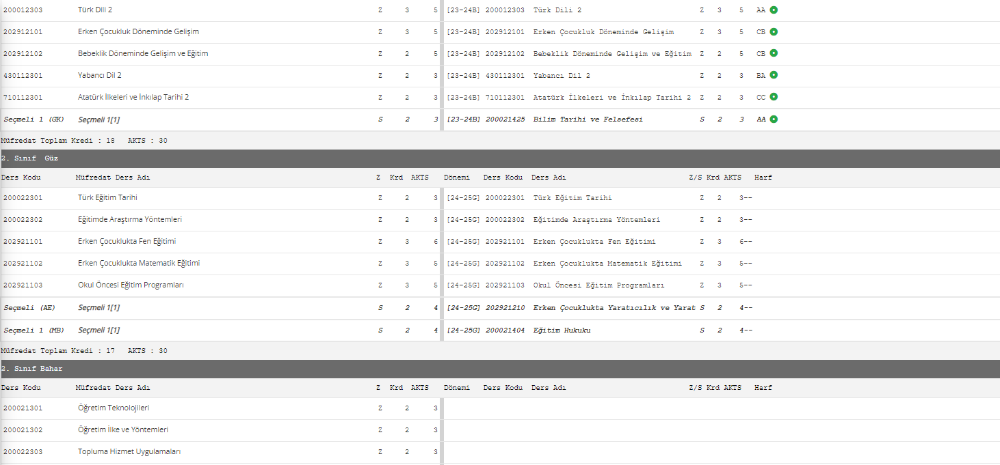 200012303 Türk Dili 2 Z 3 5 [23-24B] 200012303 Türk Dili 2 Z 3 5 AA
202912101 Erken Çocukluk Döneminde Gelişim Z 3 5 [23-24B] 202912101 Erken Çocukluk Döneminde Gelişim Z 3 5 CB
202912102 Bebeklik Döneminde Gelişim ve Eğitim Z 2 5 [23-24B] 202912102 Bebeklik Döneminde Gelişim ve Eğitim Z 2 5 CB
430112301 Yabancı Dil 2 Z 2 3 [23-24B] 430112301 Yabancı Dil 2 Z 2 3 BA
710112301 Atatürk İlkeleri ve İnkılap Tarihi 2 Z 2 3 [23-24B] 710112301 Atatürk İlkeleri ve İnkılap Tarihi 2 Z 2 3 CC
Seçmeli 1 (GK) Seçmeli 1[1] S 2 3 [23-24B] 200021425 Bilim Tarihi ve Felsefesi S 2 3 AA
Müfredat Toplam Kredi : 18 AKTS : 30
2. Sınıf Güz
Ders Kodu Müfredat Ders Adı Z Krd AKTS Dönemi Ders Kodu Ders Adı Z/S Krd AKTS Harf
200022301 Türk Eğitim Tarihi Z 2 3 [24-25G] 200022301 Türk Eğitim Tarihi Z 2 3--
200022302 Eğitimde Araştırma Yöntemleri Z 2 3 [24-25G] 200022302 Eğitimde Araştırma Yöntemleri Z 2 3--
202921101 Erken Çocuklukta Fen Eğitimi Z 3 6 [24-25G] 202921101 Erken Çocuklukta Fen Eğitimi Z 3 6--
202921102 Erken Çocuklukta Matematik Eğitimi Z 3 5 [24-25G] 202921102 Erken Çocuklukta Matematik Eğitimi Z 3 5--
202921103 Okul Öncesi Eğitim Programları Z 3 5 [24-25G] 202921103 Okul Öncesi Eğitim Programları Z 3 5--
Seçmeli (AE) Seçmeli 1[1] S 2 4 [24-25G] 202921210 Erken Çocuklukta Yaratıcılık ve Yarat S 2 4--
Seçmeli 1 (MB) Seçmeli 1[1] S 2 4 [24-25G] 200021404 Eğitim Hukuku S 2 4--
Müfredat Toplam Kredi : 17 AKTS : 30
2. Sınıf Bahar
Ders Kodu Müfredat Ders Adı Z Krd AKTS Dönemi Ders Kodu Ders Adı Z/S Krd AKTS Harf
200021301 Öğretim Teknolojileri Z 2 3
200021302 Öğretim İlke ve Yöntemleri Z 2 3
200022303 Topluma Hizmet Uygulamaları Z 2 3